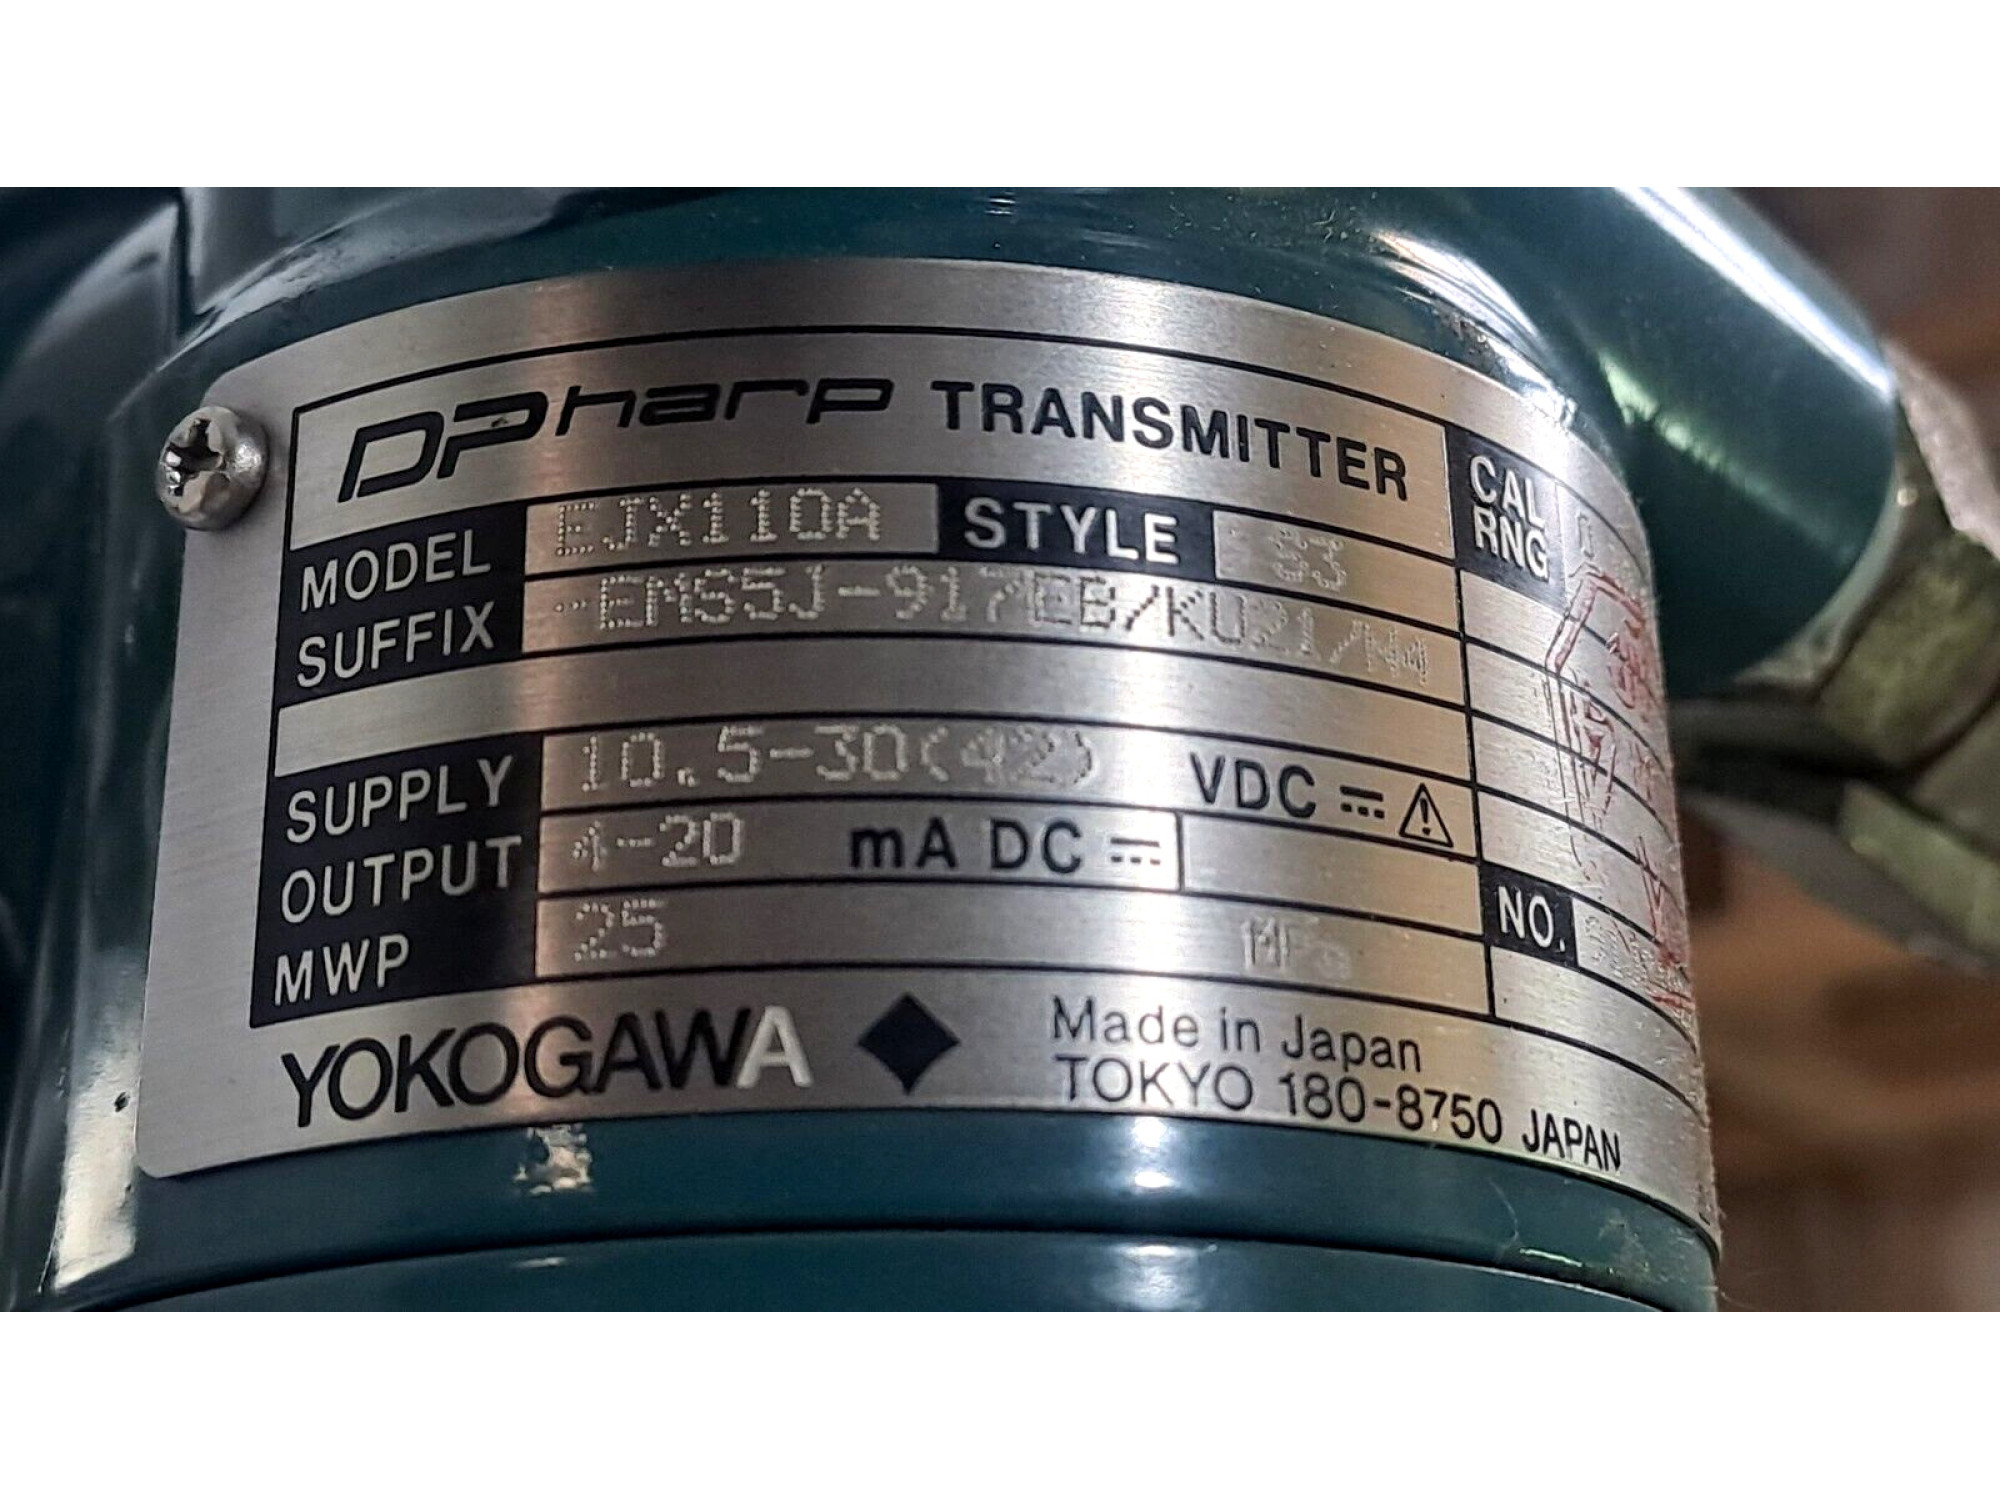 DPharp TRANSMITTER
MODEL EJX110A STYLE S3
SUFFIX -EMS5J-917EB/KU21/N4
SUPPLY 10.5-30(42) VDC
OUTPUT 4-20 mA DC
MWP 25 MPa
CAL
RNG
NO.
YOKOGAWA
Made in Japan
TOKYO 180-8750 JAPAN